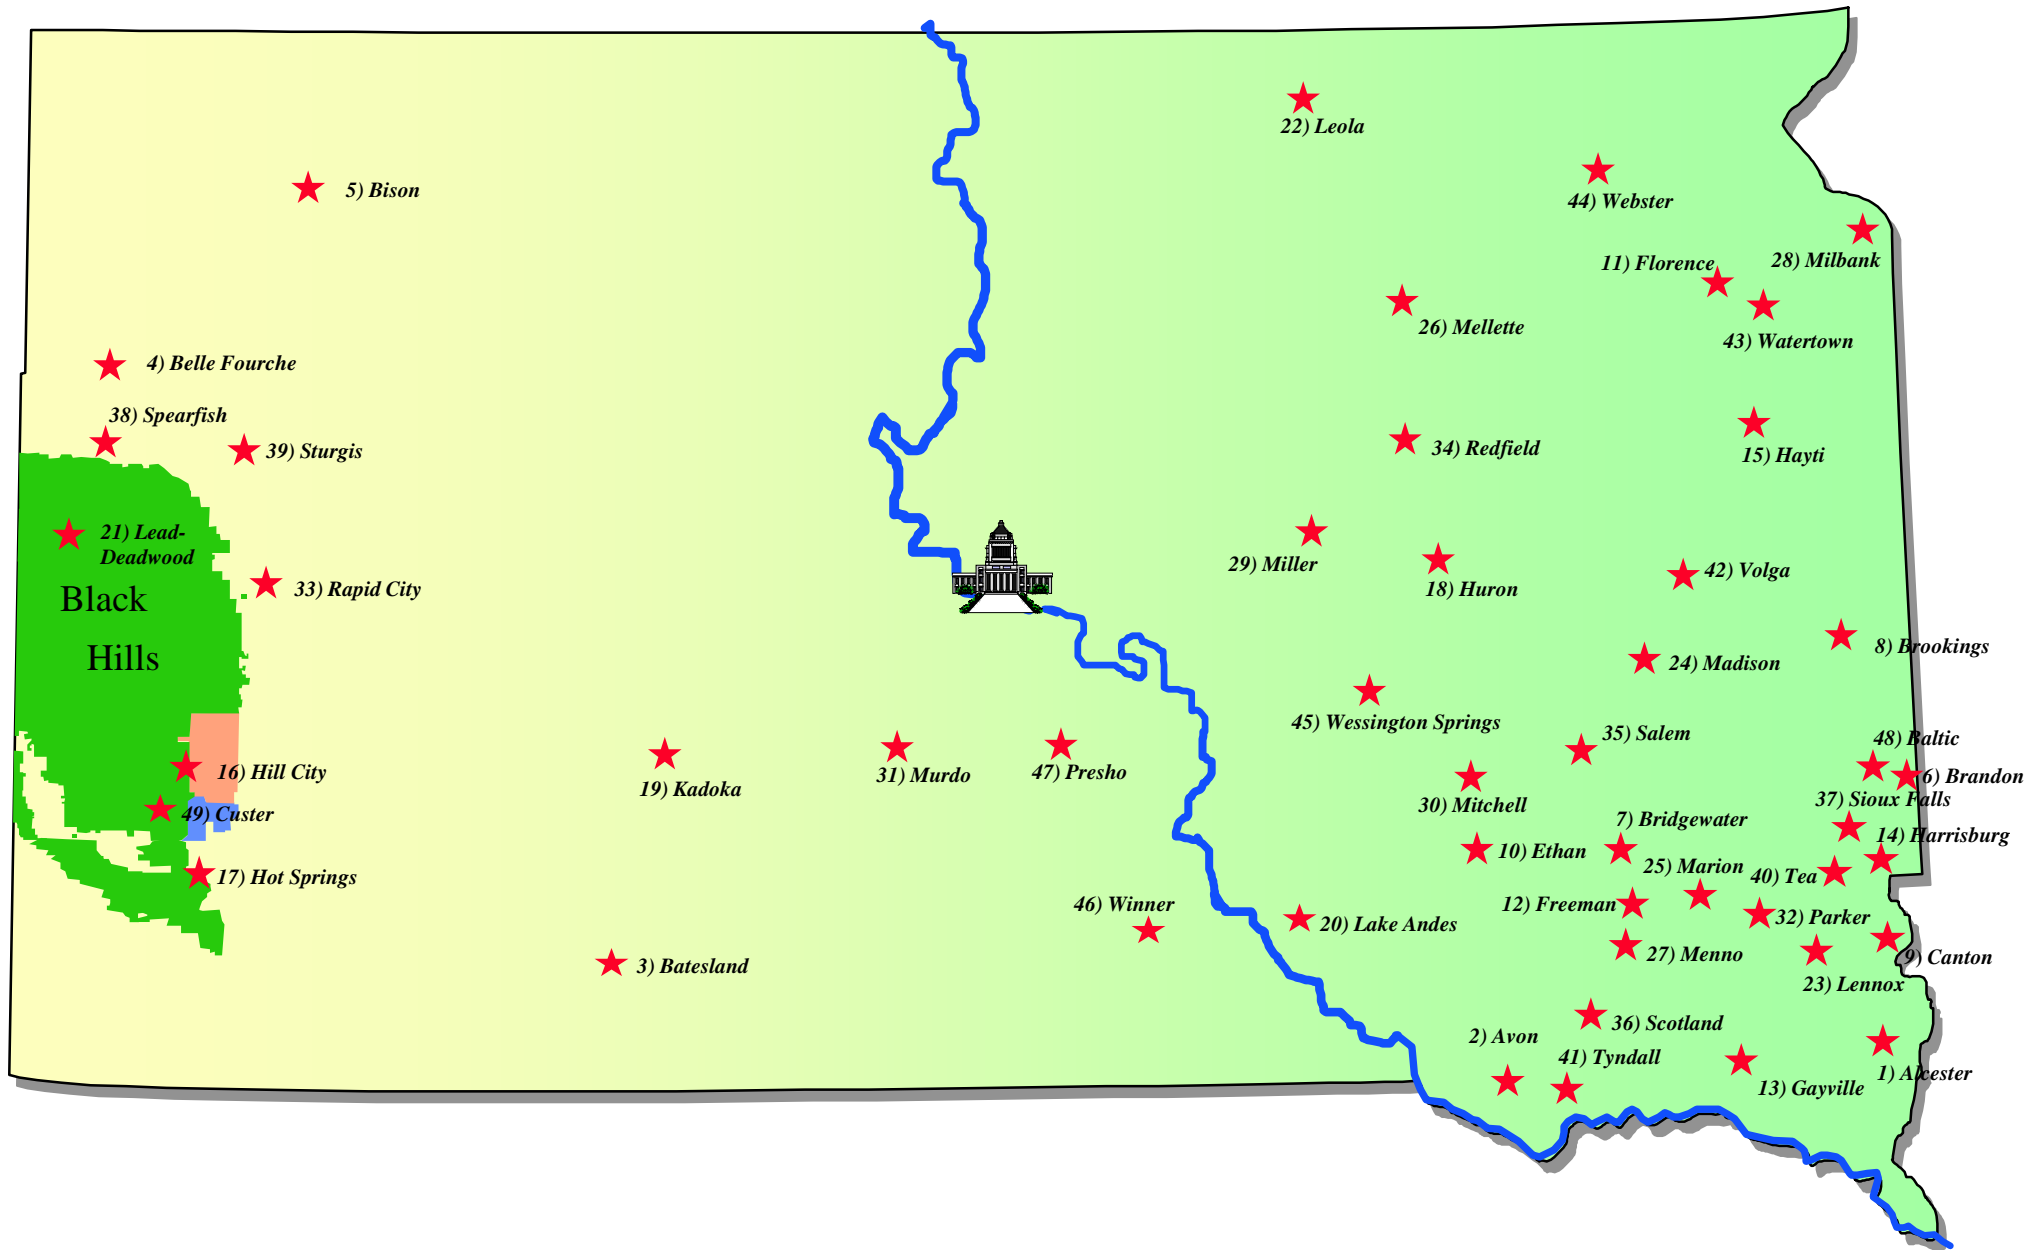 22) Leola
5) Bison
44) Webster
11) Florence
28) Milbank
26) Mellette
43) Watertown
4) Belle Fourche
38) Spearfish
39) Sturgis
34) Redfield
15) Hayti
21) Lead-
Deadwood
29) Miller
18) Huron
42) Volga
33) Rapid City
Black
Hills
8) Brookings
24) Madison
45) Wessington Springs
35) Salem
48) Baltic
16) Hill City
19) Kadoka
31) Murdo
47) Presho
6) Brandon
30) Mitchell
37) Sioux Falls
49) Custer
7) Bridgewater
14) Harrisburg
10) Ethan
25) Marion
40) Tea
17) Hot Springs
46) Winner
12) Freeman
32) Parker
20) Lake Andes
27) Menno
9) Canton
3) Batesland
23) Lennox
36) Scotland
2) Avon
41) Tyndall
1) Alcester
13) Gayville